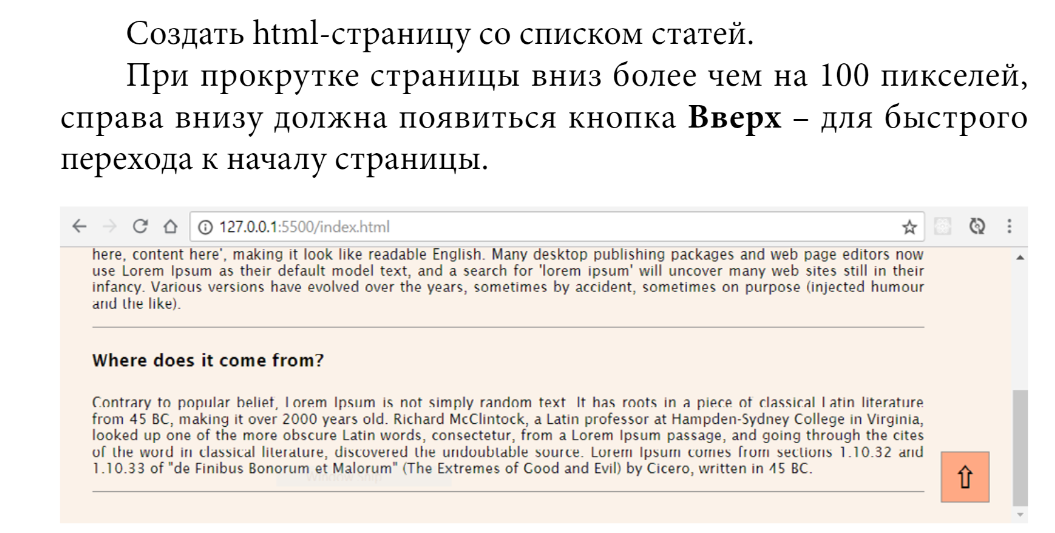 Создать html-страницу со списком статей.
При прокрутке страницы вниз более чем на 100 пикселей,
справа внизу должна появиться кнопка Вверх – для быстрого
перехода к началу страницы.
127.0.0.1:5500/index.html
here, content here', making it look like readable English. Many desktop publishing packages and web page editors now
use Lorem Ipsum as their default model text, and a search for 'lorem ipsum' will uncover many web sites still in their
infancy. Various versions have evolved over the years, sometimes by accident, sometimes on purpose (injected humour
and the like).
Where does it come from?
Contrary to popular belief, Lorem Ipsum is not simply random text. It has roots in a piece of classical Latin literature
from 45 BC, making it over 2000 years old. Richard McClintock, a Latin professor at Hampden-Sydney College in Virginia,
looked up one of the more obscure Latin words, consectetur, from a Lorem Ipsum passage, and going through the cites
of the word in classical literature, discovered the undoubtable source. Lorem Ipsum comes from sections 1.10.32 and
1.10.33 of "de Finibus Bonorum et Malorum" (The Extremes of Good and Evil) by Cicero, written in 45 BC.